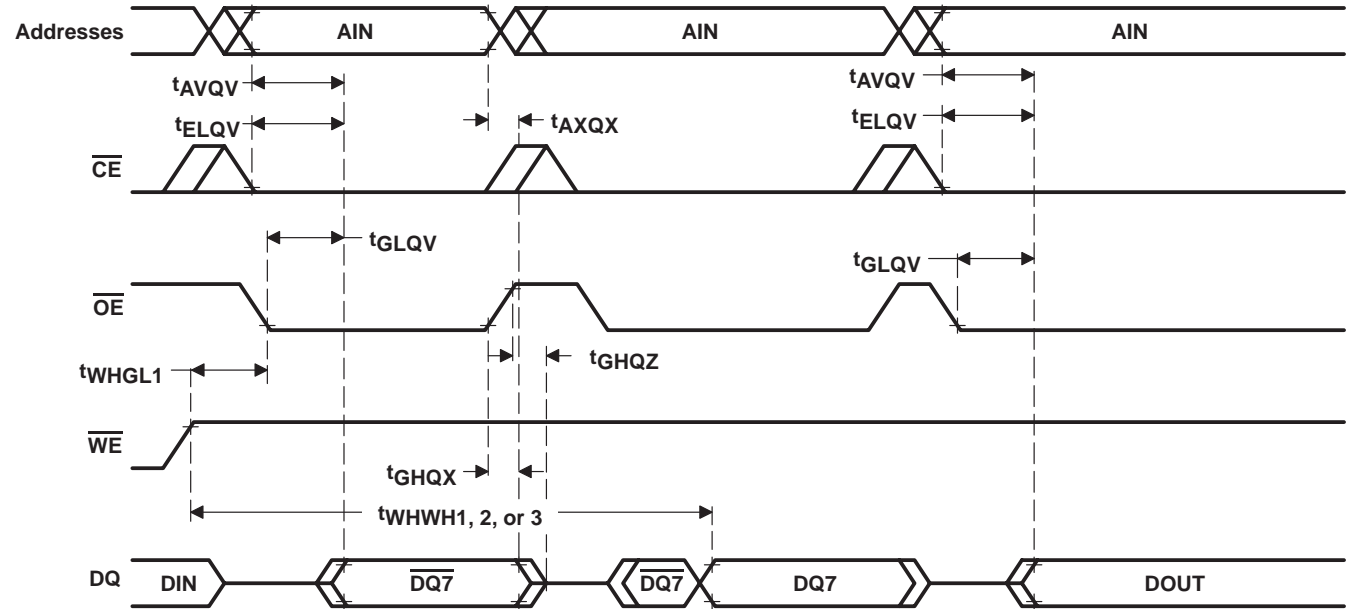 Addresses AIN AIN AIN
tAVQV tAVQV
tELQV tAXQX tELQV
CE
tGLQV tGLQV
OE
tWHGL1 tGHQZ
WE
tGHQX
tWHWH1, 2, or 3
DQ DIN DQ7 DQ7 DQ7 DOUT